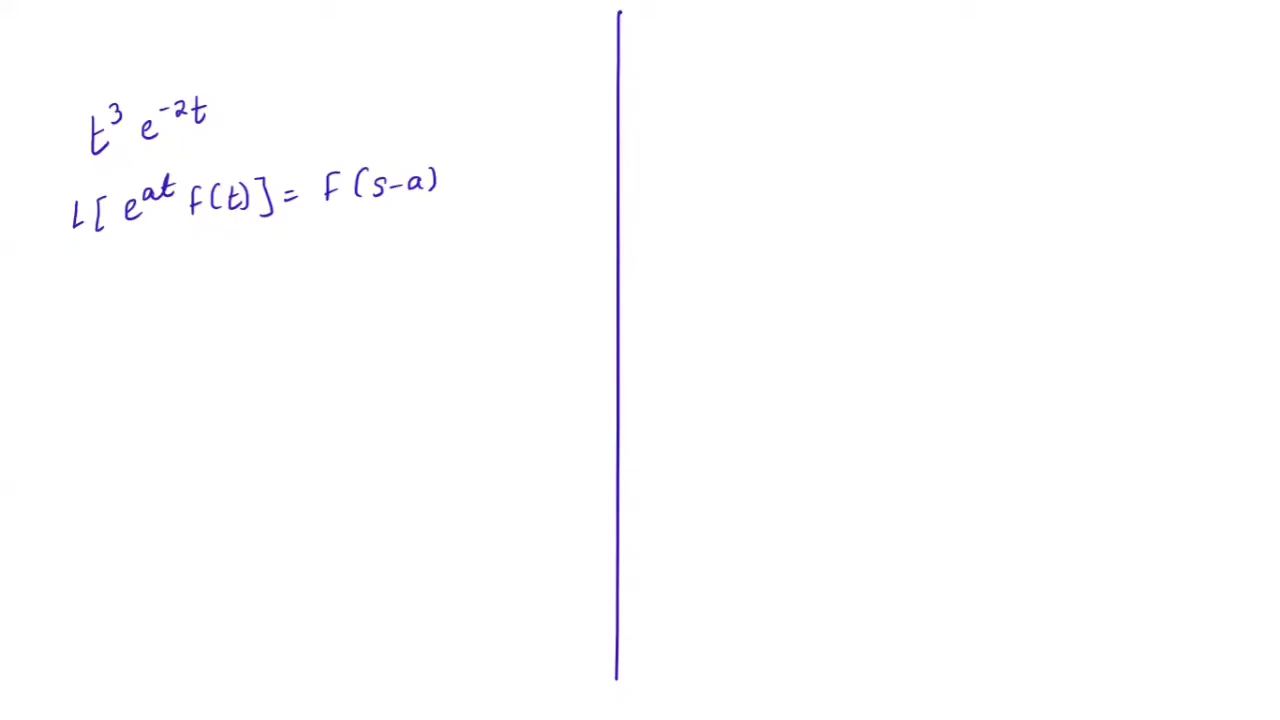 t³ e⁻²ᵗ
L[ eᵃᵗ f(t)] = F(s-a)